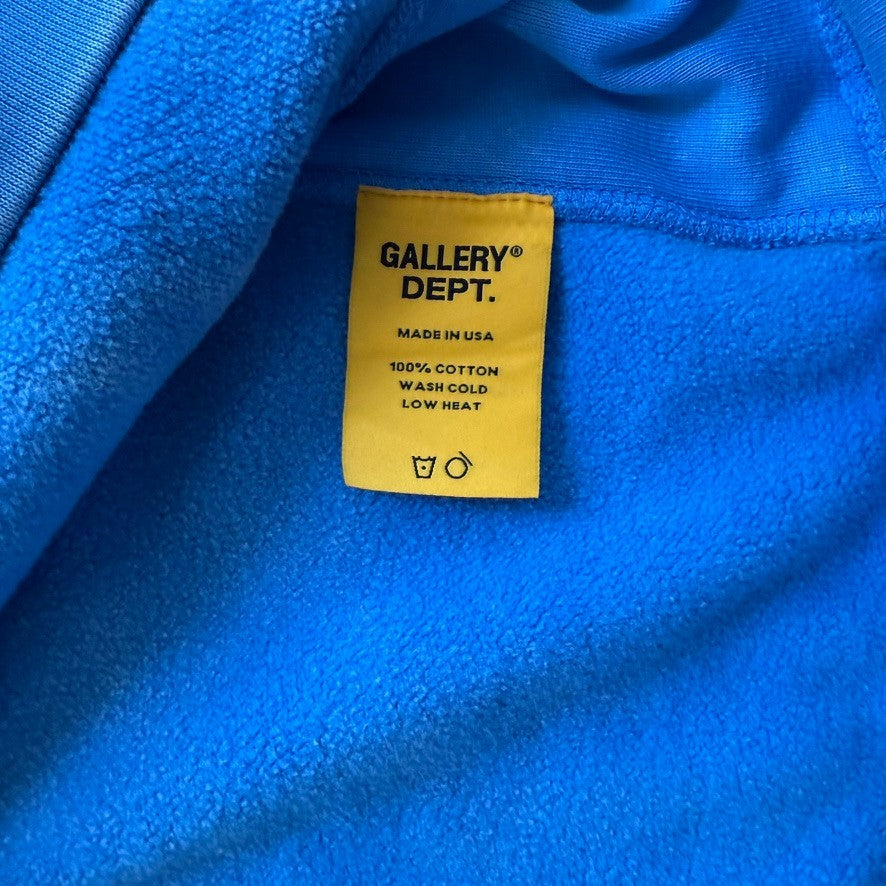 GALLERY®
DEPT.
MADE IN USA
100% COTTON
WASH COLD
LOW HEAT